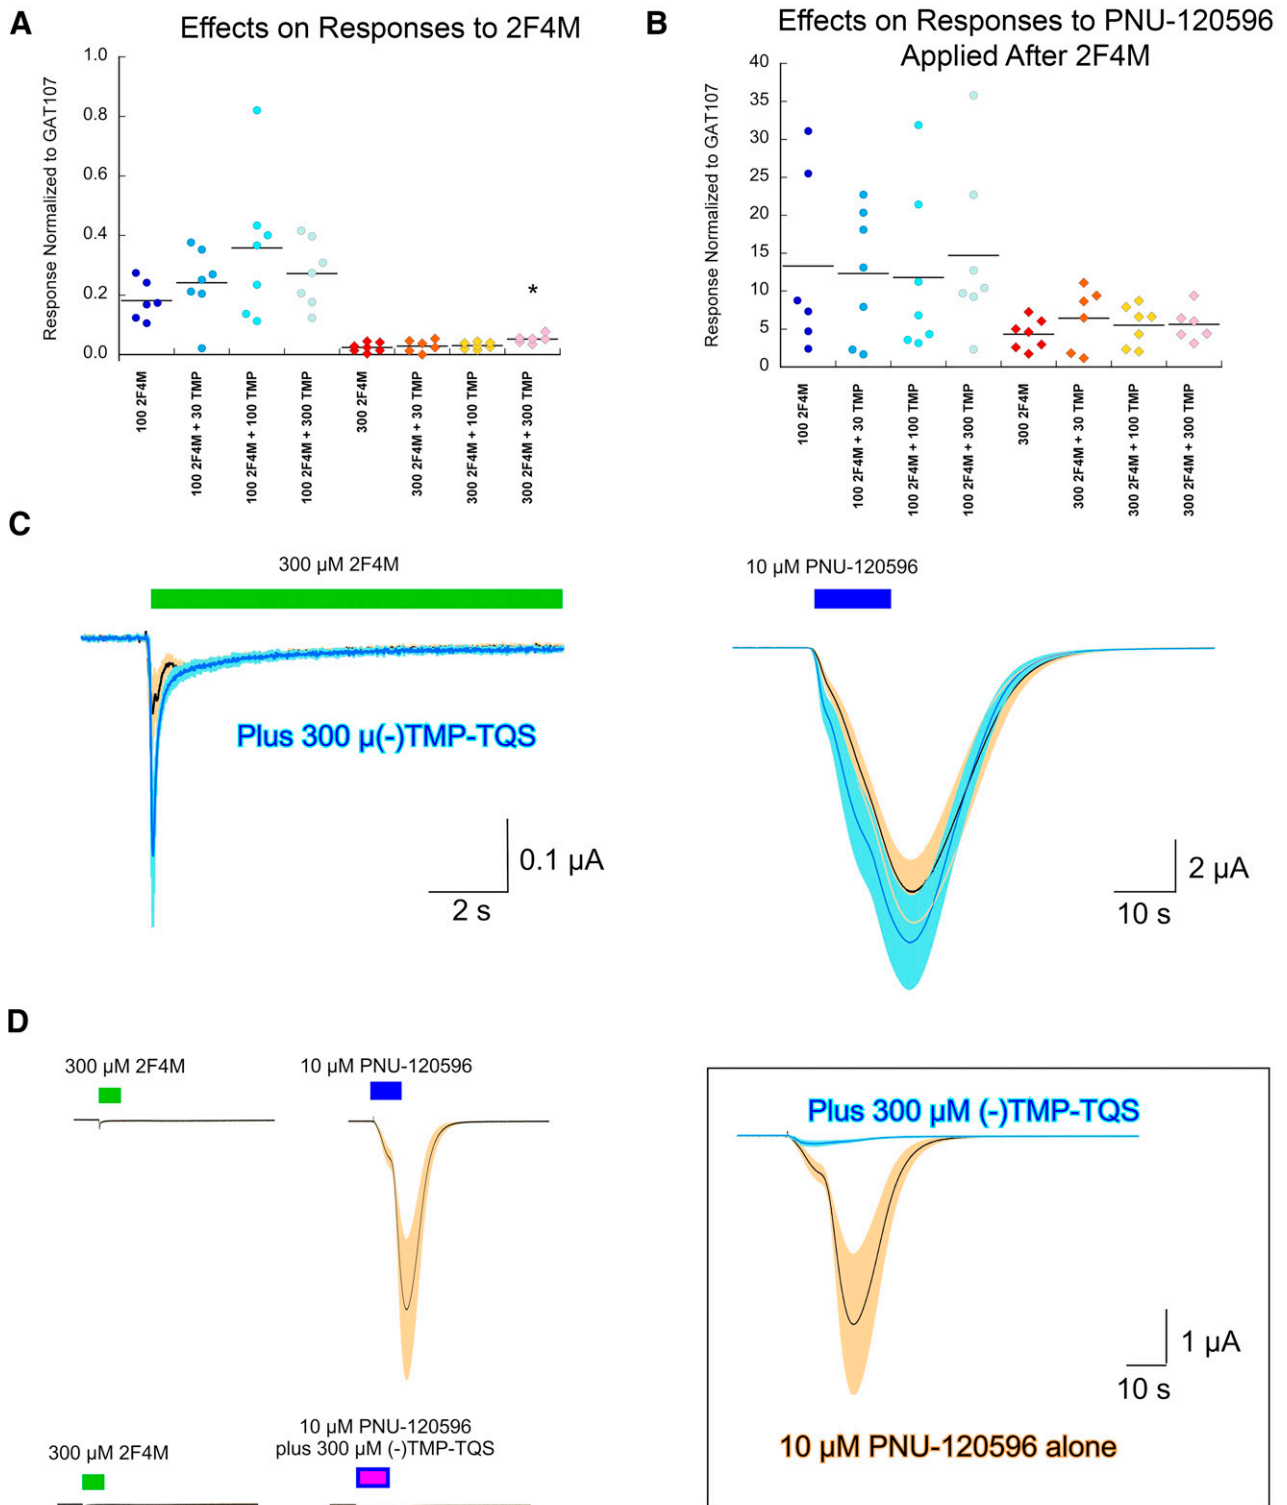 A
Effects on Responses to 2F4M
Response Normalized to GAT107
1.0
0.8
0.6
0.4
0.2
0.0
*
100 2F4M
100 2F4M + 30 TMP
100 2F4M + 100 TMP
100 2F4M + 300 TMP
300 2F4M
300 2F4M + 30 TMP
300 2F4M + 100 TMP
300 2F4M + 300 TMP
B
Effects on Responses to PNU-120596
Applied After 2F4M
Response Normalized to GAT107
40
35
30
25
20
15
10
5
0
100 2F4M
100 2F4M + 30 TMP
100 2F4M + 100 TMP
100 2F4M + 300 TMP
300 2F4M
300 2F4M + 30 TMP
300 2F4M + 100 TMP
300 2F4M + 300 TMP
C
300 µM 2F4M
Plus 300 µ(-)TMP-TQS
0.1 µA
2 s
10 µM PNU-120596
2 µA
10 s
D
300 µM 2F4M
10 µM PNU-120596
300 µM 2F4M
10 µM PNU-120596
plus 300 µM (-)TMP-TQS
Plus 300 µM (-)TMP-TQS
1 µA
10 s
10 µM PNU-120596 alone